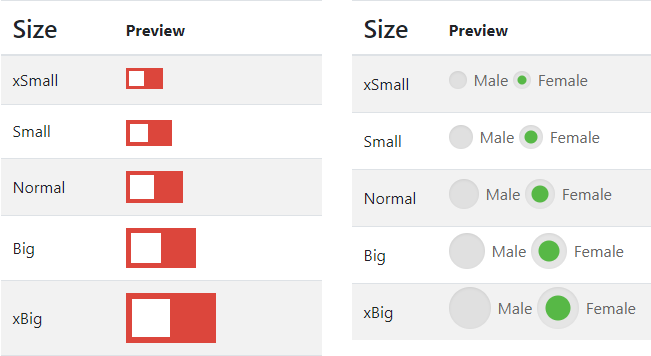 Size Preview
xSmall
Small
Normal
Big
xBig
Size Preview
xSmall Male Female
Small Male Female
Normal Male Female
Big Male Female
xBig Male Female